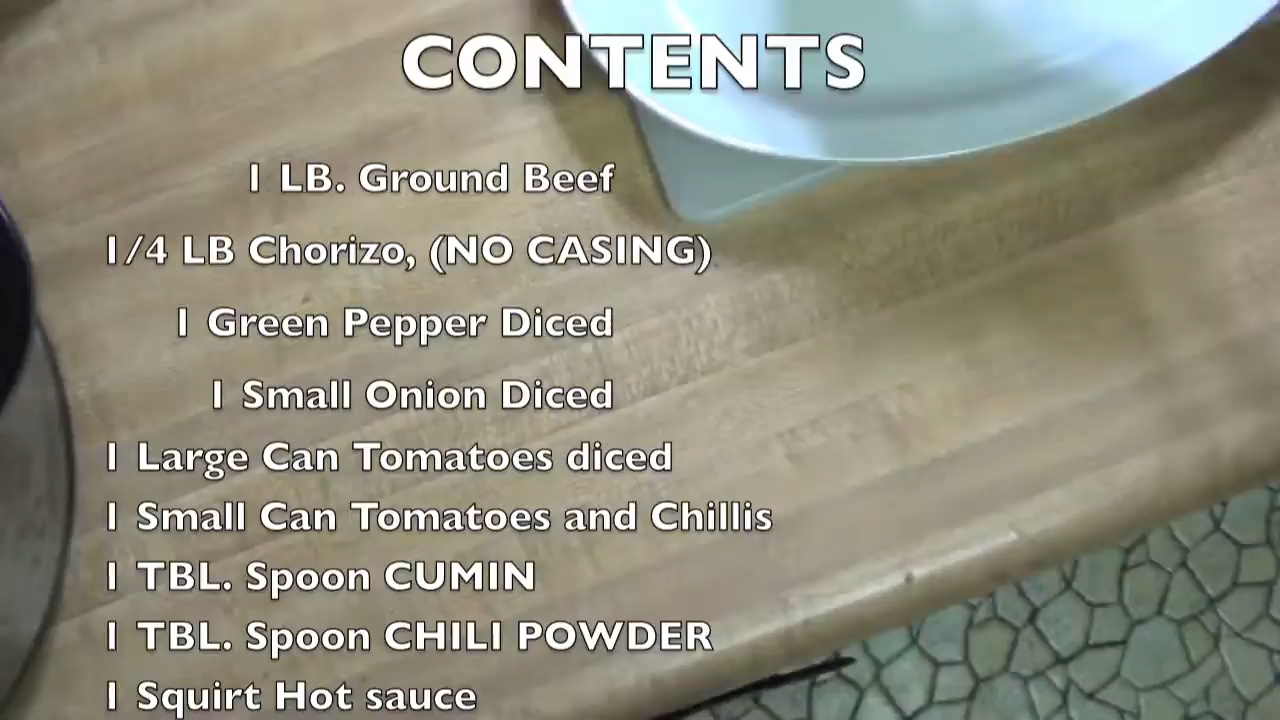 CONTENTS
1 LB. Ground Beef
1/4 LB Chorizo, (NO CASING)
1 Green Pepper Diced
1 Small Onion Diced
1 Large Can Tomatoes diced
1 Small Can Tomatoes and Chillis
1 TBL. Spoon CUMIN
1 TBL. Spoon CHILI POWDER
1 Squirt Hot sauce